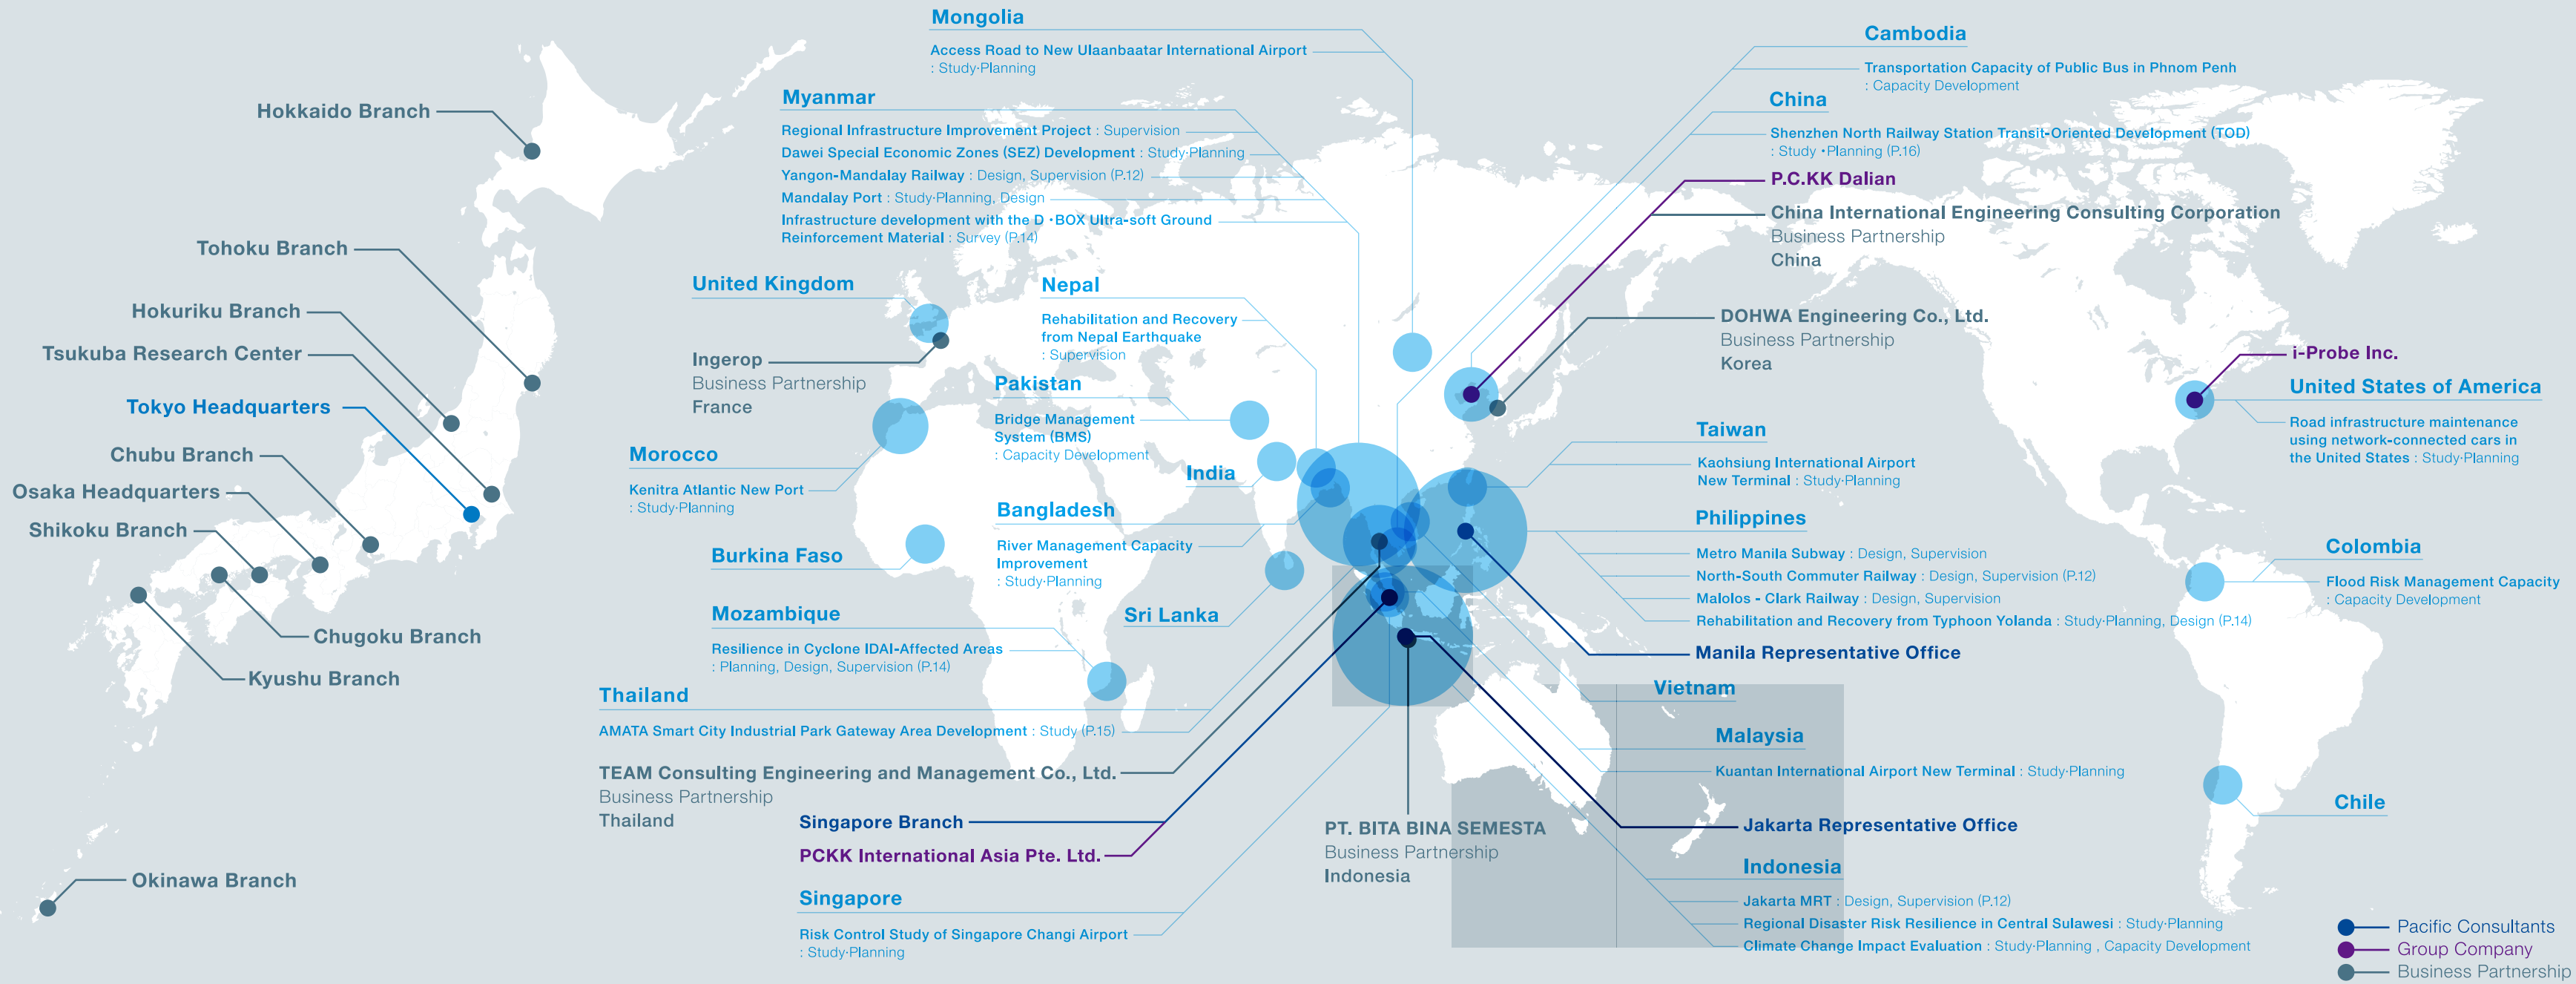 Hokkaido Branch
Tohoku Branch
Hokuriku Branch
Tsukuba Research Center
Tokyo Headquarters
Chubu Branch
Osaka Headquarters
Shikoku Branch
Chugoku Branch
Kyushu Branch
Okinawa Branch
Mongolia
Access Road to New Ulaanbaatar International Airport
: Study·Planning
Myanmar
Regional Infrastructure Improvement Project : Supervision
Dawei Special Economic Zones (SEZ) Development : Study·Planning
Yangon-Mandalay Railway : Design, Supervision (P.12)
Mandalay Port : Study·Planning, Design
Infrastructure development with the D・BOX Ultra-soft Ground
Reinforcement Material : Survey (P.14)
United Kingdom
Ingerop
Business Partnership
France
Nepal
Rehabilitation and Recovery
from Nepal Earthquake
: Supervision
Pakistan
Bridge Management
System (BMS)
: Capacity Development
India
Morocco
Kenitra Atlantic New Port
: Study·Planning
Bangladesh
River Management Capacity
Improvement
: Study·Planning
Burkina Faso
Sri Lanka
Mozambique
Resilience in Cyclone IDAI-Affected Areas
: Planning, Design, Supervision (P.14)
Thailand
AMATA Smart City Industrial Park Gateway Area Development : Study (P.15)
TEAM Consulting Engineering and Management Co., Ltd.
Business Partnership
Thailand
Singapore Branch
PCKK International Asia Pte. Ltd.
Singapore
Risk Control Study of Singapore Changi Airport
: Study·Planning
PT. BITA BINA SEMESTA
Business Partnership
Indonesia
Cambodia
Transportation Capacity of Public Bus in Phnom Penh
: Capacity Development
China
Shenzhen North Railway Station Transit-Oriented Development (TOD)
: Study・Planning (P.16)
P.C.KK Dalian
China International Engineering Consulting Corporation
Business Partnership
China
DOHWA Engineering Co., Ltd.
Business Partnership
Korea
i-Probe Inc.
United States of America
Road infrastructure maintenance
using network-connected cars in
the United States : Study·Planning
Taiwan
Kaohsiung International Airport
New Terminal : Study·Planning
Philippines
Metro Manila Subway : Design, Supervision
North-South Commuter Railway : Design, Supervision (P.12)
Malolos - Clark Railway : Design, Supervision
Rehabilitation and Recovery from Typhoon Yolanda : Study·Planning, Design (P.14)
Manila Representative Office
Colombia
Flood Risk Management Capacity
: Capacity Development
Vietnam
Malaysia
Kuantan International Airport New Terminal : Study·Planning
Chile
Jakarta Representative Office
Indonesia
Jakarta MRT : Design, Supervision (P.12)
Regional Disaster Risk Resilience in Central Sulawesi : Study·Planning
Climate Change Impact Evaluation : Study·Planning , Capacity Development
Pacific Consultants
Group Company
Business Partnership